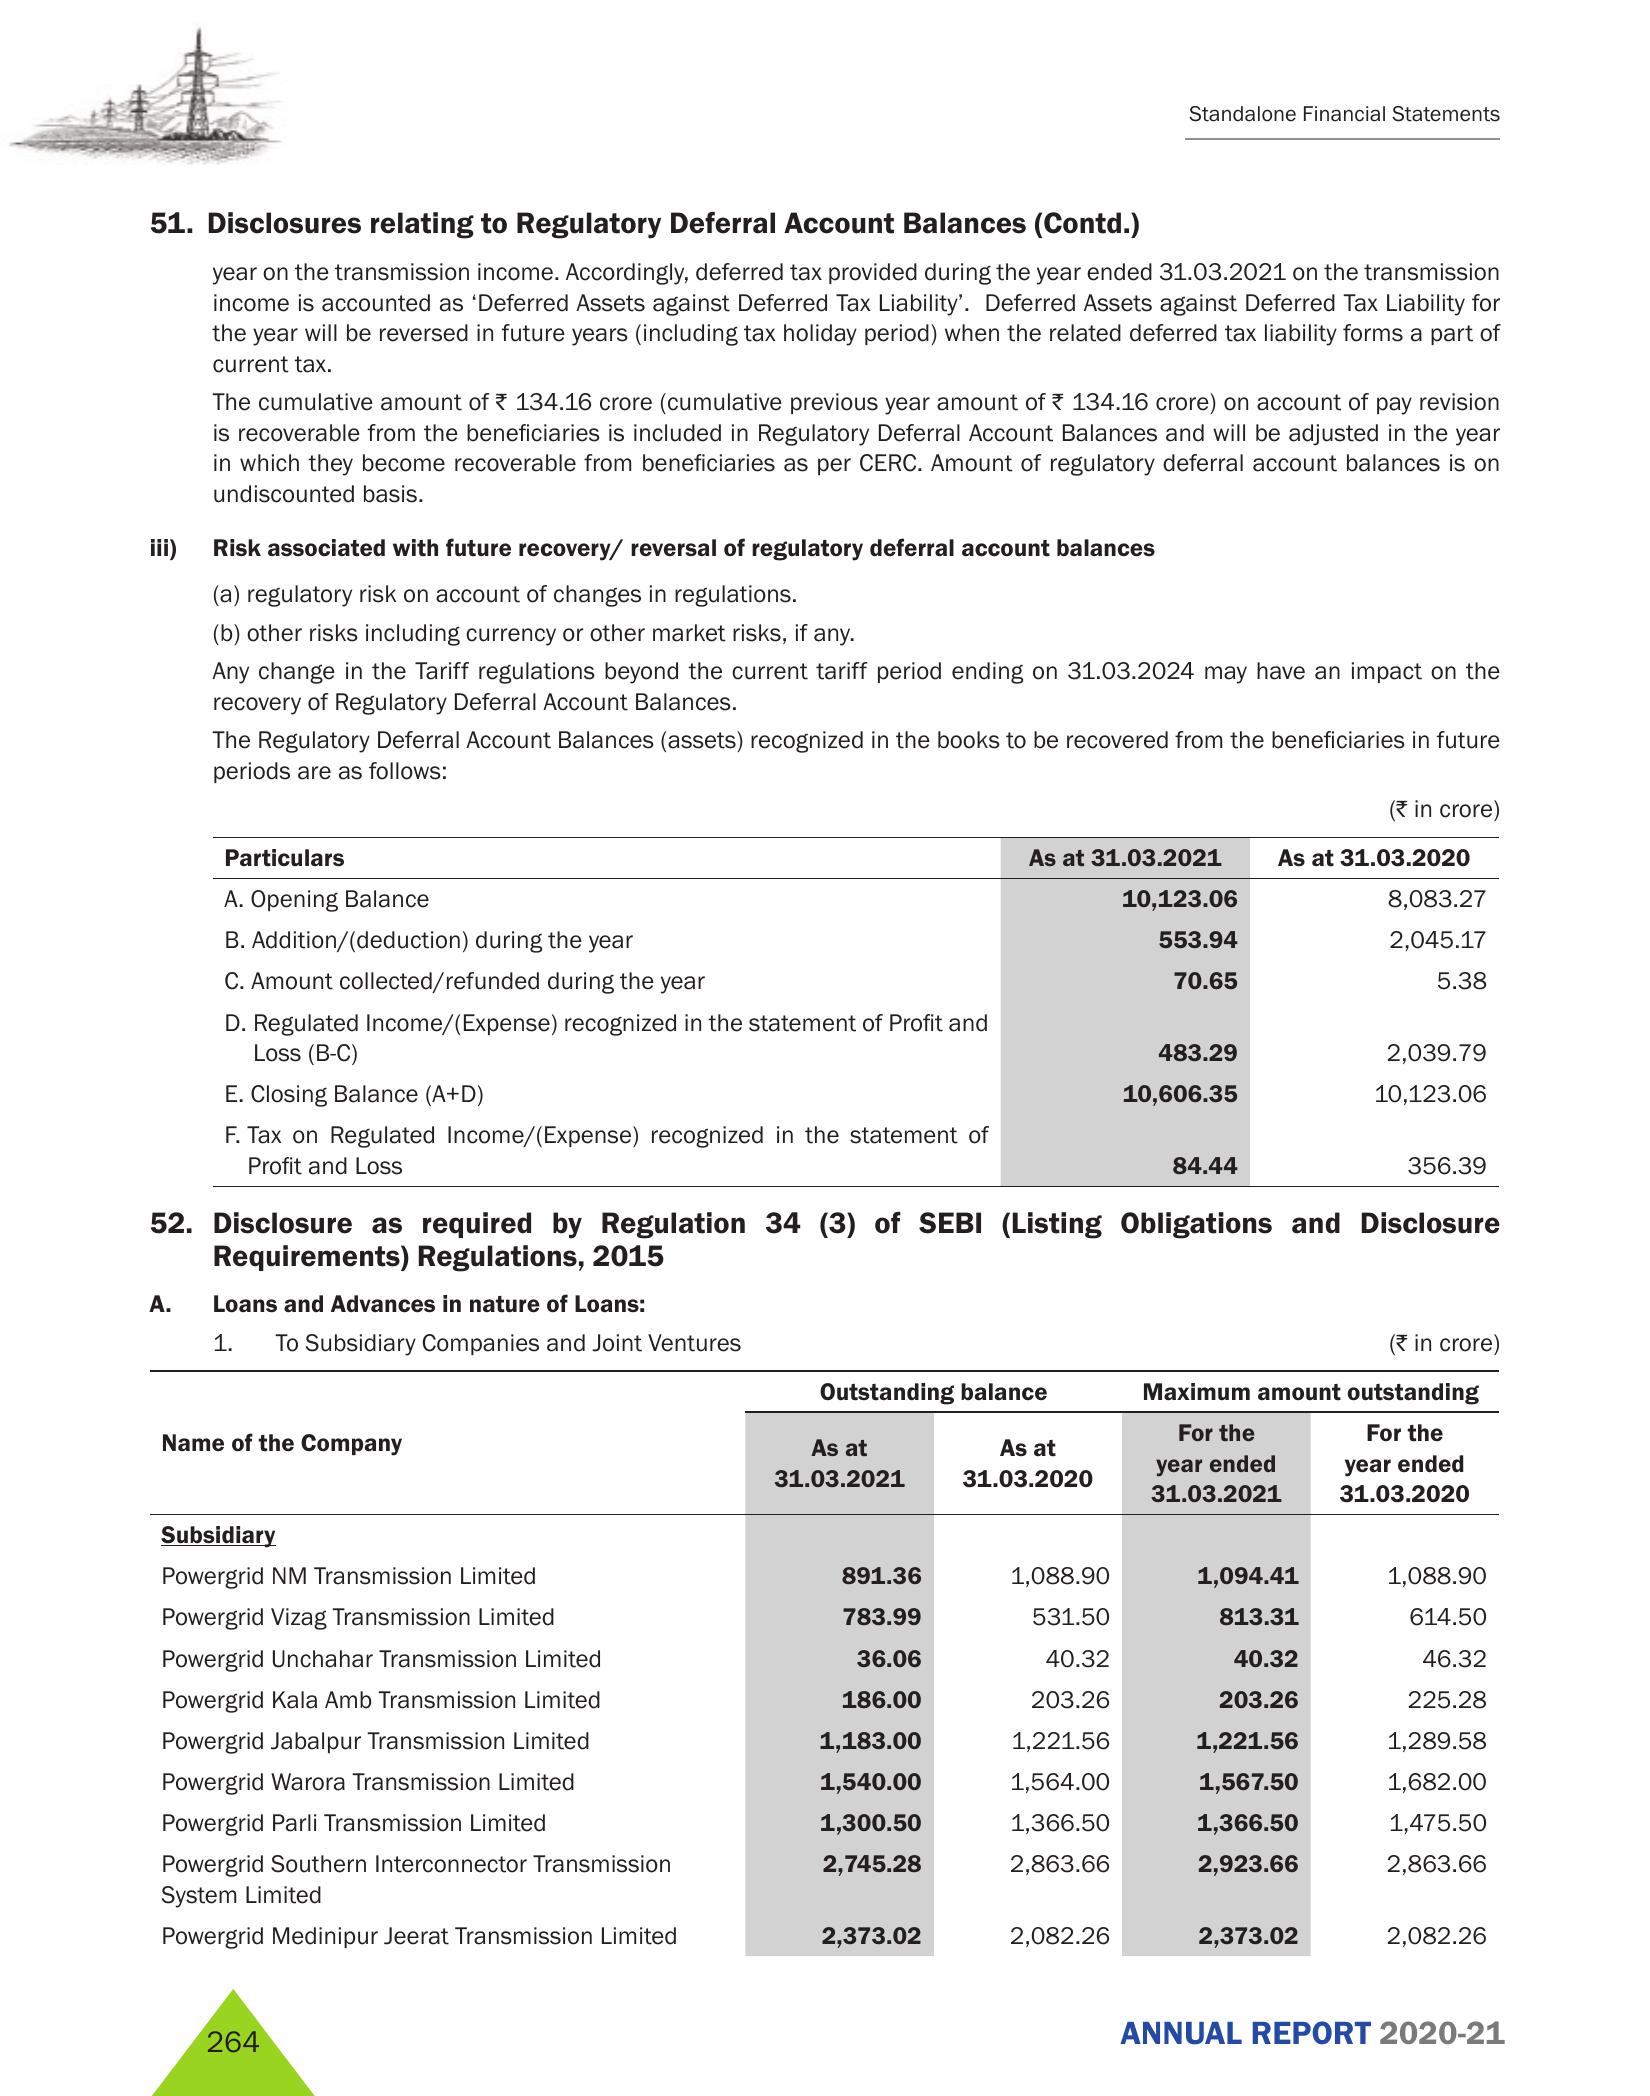 Standalone Financial Statements
51. Disclosures relating to Regulatory Deferral Account Balances (Contd.)
year on the transmission income. Accordingly, deferred tax provided during the year ended 31.03.2021 on the transmission
income is accounted as ‘Deferred Assets against Deferred Tax Liability’. Deferred Assets against Deferred Tax Liability for
the year will be reversed in future years (including tax holiday period) when the related deferred tax liability forms a part of
current tax.
The cumulative amount of ₹ 134.16 crore (cumulative previous year amount of ₹ 134.16 crore) on account of pay revision
is recoverable from the beneficiaries is included in Regulatory Deferral Account Balances and will be adjusted in the year
in which they become recoverable from beneficiaries as per CERC. Amount of regulatory deferral account balances is on
undiscounted basis.
iii) Risk associated with future recovery/ reversal of regulatory deferral account balances
(a) regulatory risk on account of changes in regulations.
(b) other risks including currency or other market risks, if any.
Any change in the Tariff regulations beyond the current tariff period ending on 31.03.2024 may have an impact on the
recovery of Regulatory Deferral Account Balances.
The Regulatory Deferral Account Balances (assets) recognized in the books to be recovered from the beneficiaries in future
periods are as follows:
(₹ in crore)
Particulars As at 31.03.2021 As at 31.03.2020
A. Opening Balance 10,123.06 8,083.27
B. Addition/(deduction) during the year 553.94 2,045.17
C. Amount collected/refunded during the year 70.65 5.38
D. Regulated Income/(Expense) recognized in the statement of Profit and
Loss (B-C) 483.29 2,039.79
E. Closing Balance (A+D) 10,606.35 10,123.06
F. Tax on Regulated Income/(Expense) recognized in the statement of
Profit and Loss 84.44 356.39
52. Disclosure as required by Regulation 34 (3) of SEBI (Listing Obligations and Disclosure
Requirements) Regulations, 2015
A. Loans and Advances in nature of Loans:
1. To Subsidiary Companies and Joint Ventures (₹ in crore)
Outstanding balance Maximum amount outstanding
Name of the Company As at 31.03.2021 As at 31.03.2020 For the year ended 31.03.2021 For the year ended 31.03.2020
Subsidiary
Powergrid NM Transmission Limited 891.36 1,088.90 1,094.41 1,088.90
Powergrid Vizag Transmission Limited 783.99 531.50 813.31 614.50
Powergrid Unchahar Transmission Limited 36.06 40.32 40.32 46.32
Powergrid Kala Amb Transmission Limited 186.00 203.26 203.26 225.28
Powergrid Jabalpur Transmission Limited 1,183.00 1,221.56 1,221.56 1,289.58
Powergrid Warora Transmission Limited 1,540.00 1,564.00 1,567.50 1,682.00
Powergrid Parli Transmission Limited 1,300.50 1,366.50 1,366.50 1,475.50
Powergrid Southern Interconnector Transmission 2,745.28 2,863.66 2,923.66 2,863.66
System Limited
Powergrid Medinipur Jeerat Transmission Limited 2,373.02 2,082.26 2,373.02 2,082.26
264
ANNUAL REPORT 2020-21